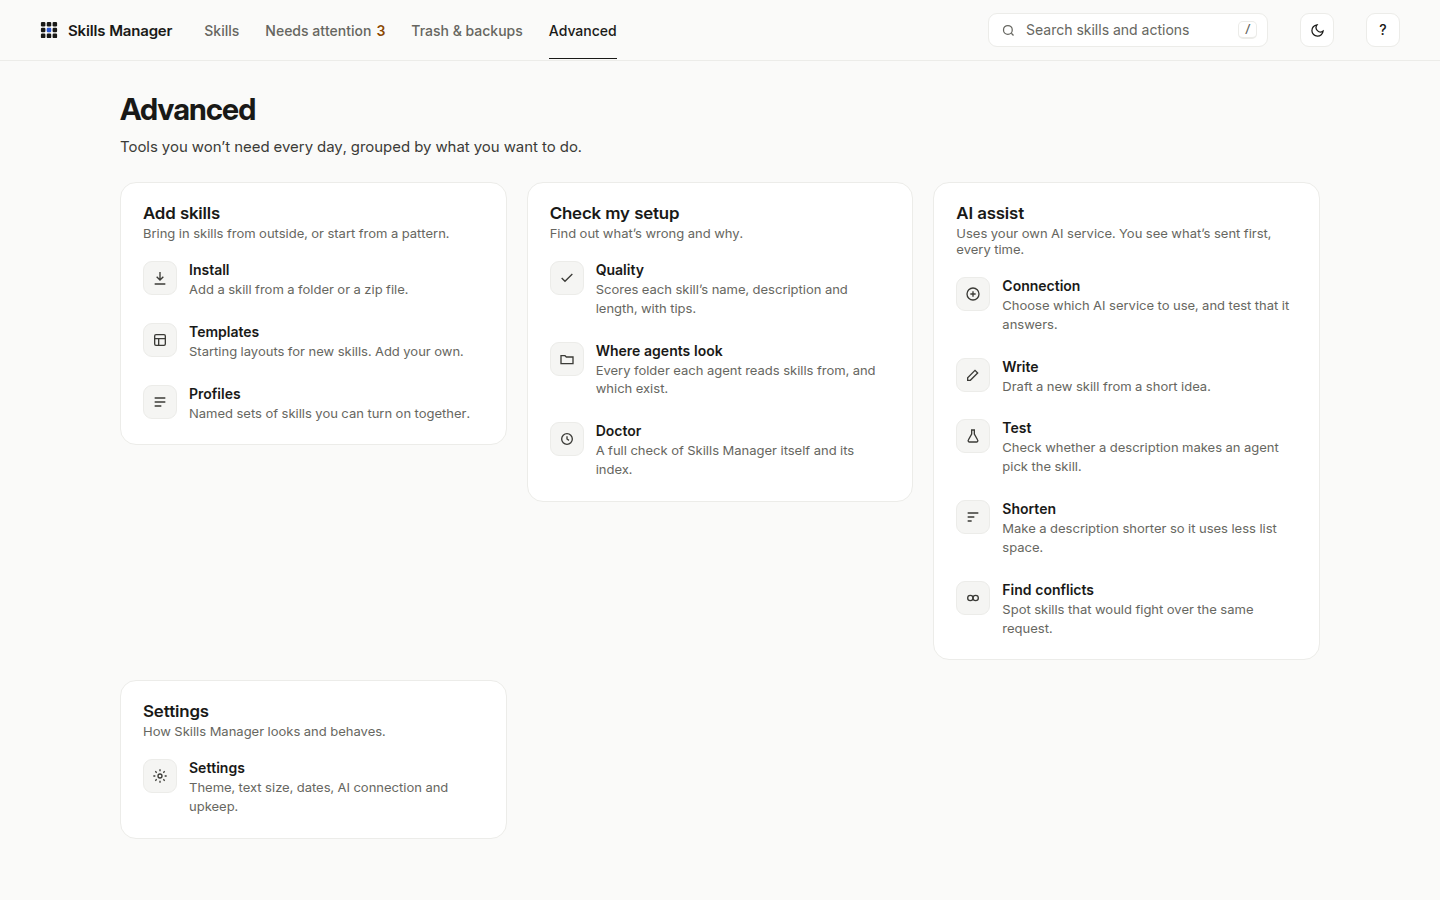 Skills Manager
Skills
Needs attention 3
Trash & backups
Advanced
Search skills and actions
/
?
Advanced
Tools you won’t need every day, grouped by what you want to do.
Add skills
Bring in skills from outside, or start from a pattern.
Install
Add a skill from a folder or a zip file.
Templates
Starting layouts for new skills. Add your own.
Profiles
Named sets of skills you can turn on together.
Check my setup
Find out what’s wrong and why.
Quality
Scores each skill’s name, description and
length, with tips.
Where agents look
Every folder each agent reads skills from, and
which exist.
Doctor
A full check of Skills Manager itself and its
index.
AI assist
Uses your own AI service. You see what’s sent first,
every time.
Connection
Choose which AI service to use, and test that it
answers.
Write
Draft a new skill from a short idea.
Test
Check whether a description makes an agent
pick the skill.
Shorten
Make a description shorter so it uses less list
space.
Find conflicts
Spot skills that would fight over the same
request.
Settings
How Skills Manager looks and behaves.
Settings
Theme, text size, dates, AI connection and
upkeep.